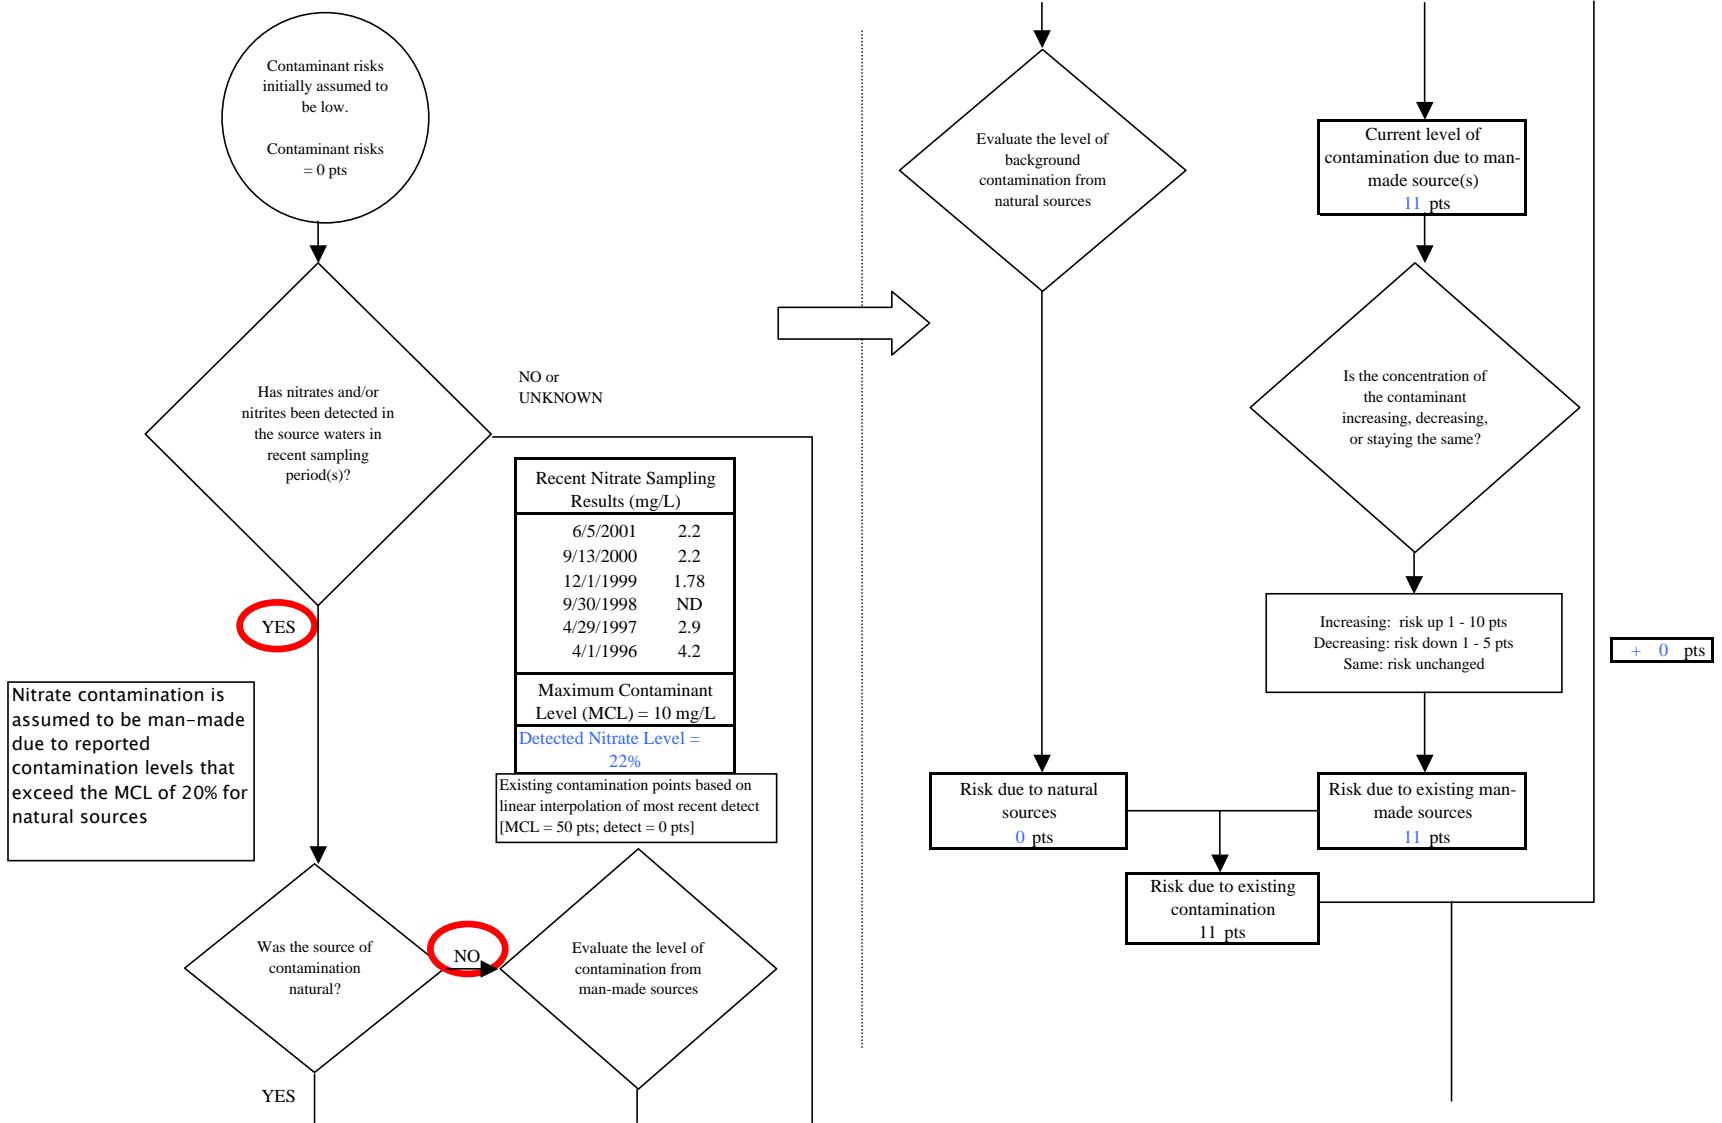 Contaminant risks
initially assumed to
be low.
Contaminant risks
= 0 pts
Has nitrates and/or
nitrites been detected in
the source waters in
recent sampling
period(s)?
NO or
UNKNOWN
YES
Recent Nitrate Sampling
Results (mg/L)
6/5/2001 2.2
9/13/2000 2.2
12/1/1999 1.78
9/30/1998 ND
4/29/1997 2.9
4/1/1996 4.2
Maximum Contaminant
Level (MCL) = 10 mg/L
Detected Nitrate Level =
22%
Existing contamination points based on
linear interpolation of most recent detect
[MCL = 50 pts; detect = 0 pts]
Nitrate contamination is
assumed to be man-made
due to reported
contamination levels that
exceed the MCL of 20% for
natural sources
Was the source of
contamination
natural?
NO
Evaluate the level of
contamination from
man-made sources
YES
Evaluate the level of
background
contamination from
natural sources
Current level of
contamination due to man-
made source(s)
11 pts
Is the concentration of
the contaminant
increasing, decreasing,
or staying the same?
Increasing: risk up 1 - 10 pts
Decreasing: risk down 1 - 5 pts
Same: risk unchanged
+ 0 pts
Risk due to natural
sources
0 pts
Risk due to existing man-
made sources
11 pts
Risk due to existing
contamination
11 pts